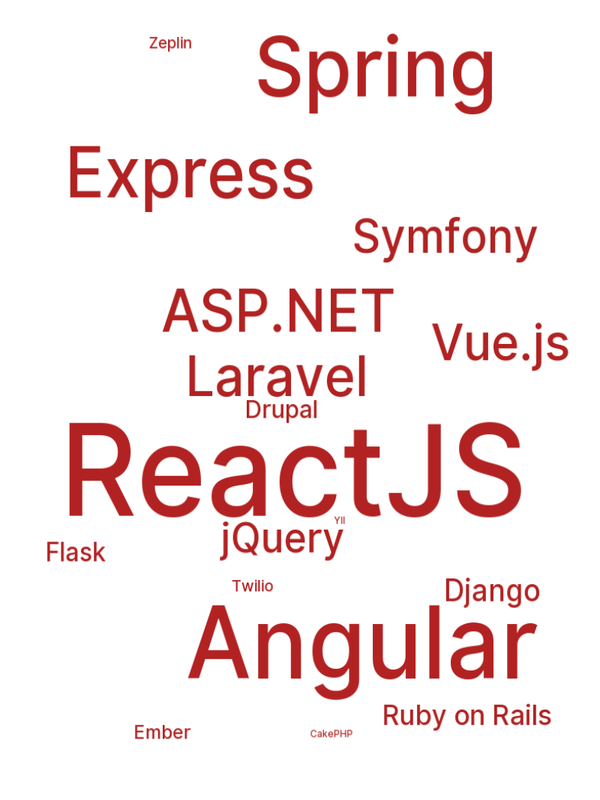 Zeplin
Spring
Express
Symfony
ASP.NET
Vue.js
Laravel
Drupal
ReactJS
YII
jQuery
Flask
Twilio
Django
Angular
Ruby on Rails
Ember
CakePHP